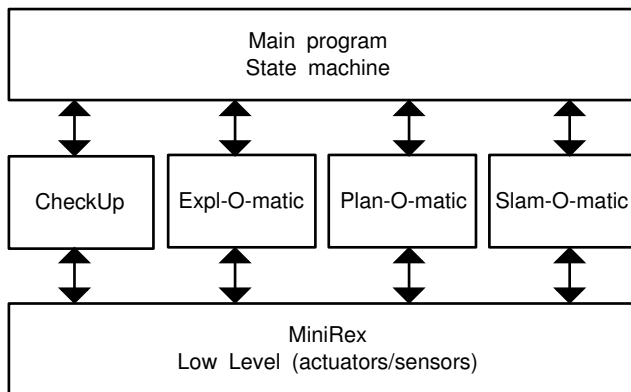 Main program
State machine
CheckUp
Expl-O-matic
Plan-O-matic
Slam-O-matic
MiniRex
Low Level (actuators/sensors)